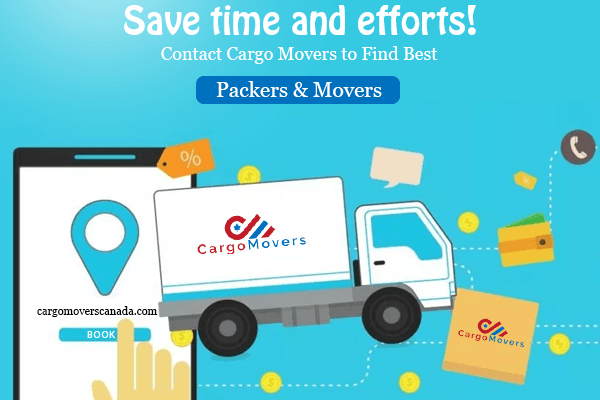 Save time and efforts!
Contact Cargo Movers to Find Best
Packers & Movers
%
CargoMovers
cargomoverscanada.com
BOOK
CargoMovers